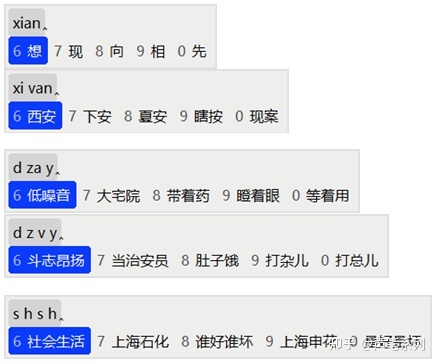 xian‸
6 想 7 现 8 向 9 相 0 先
xi van‸
6 西安 7 下安 8 夏安 9 瞎按 0 现案
d za y‸
6 低噪音 7 大宅院 8 带着药 9 瞪着眼 0 等着用
d z v y‸
6 斗志昂扬 7 当治安员 8 肚子饿 9 打杂儿 0 打总儿
s h s h‸
6 社会生活 7 上海石化 8 谁好谁坏 9 上海申花 0